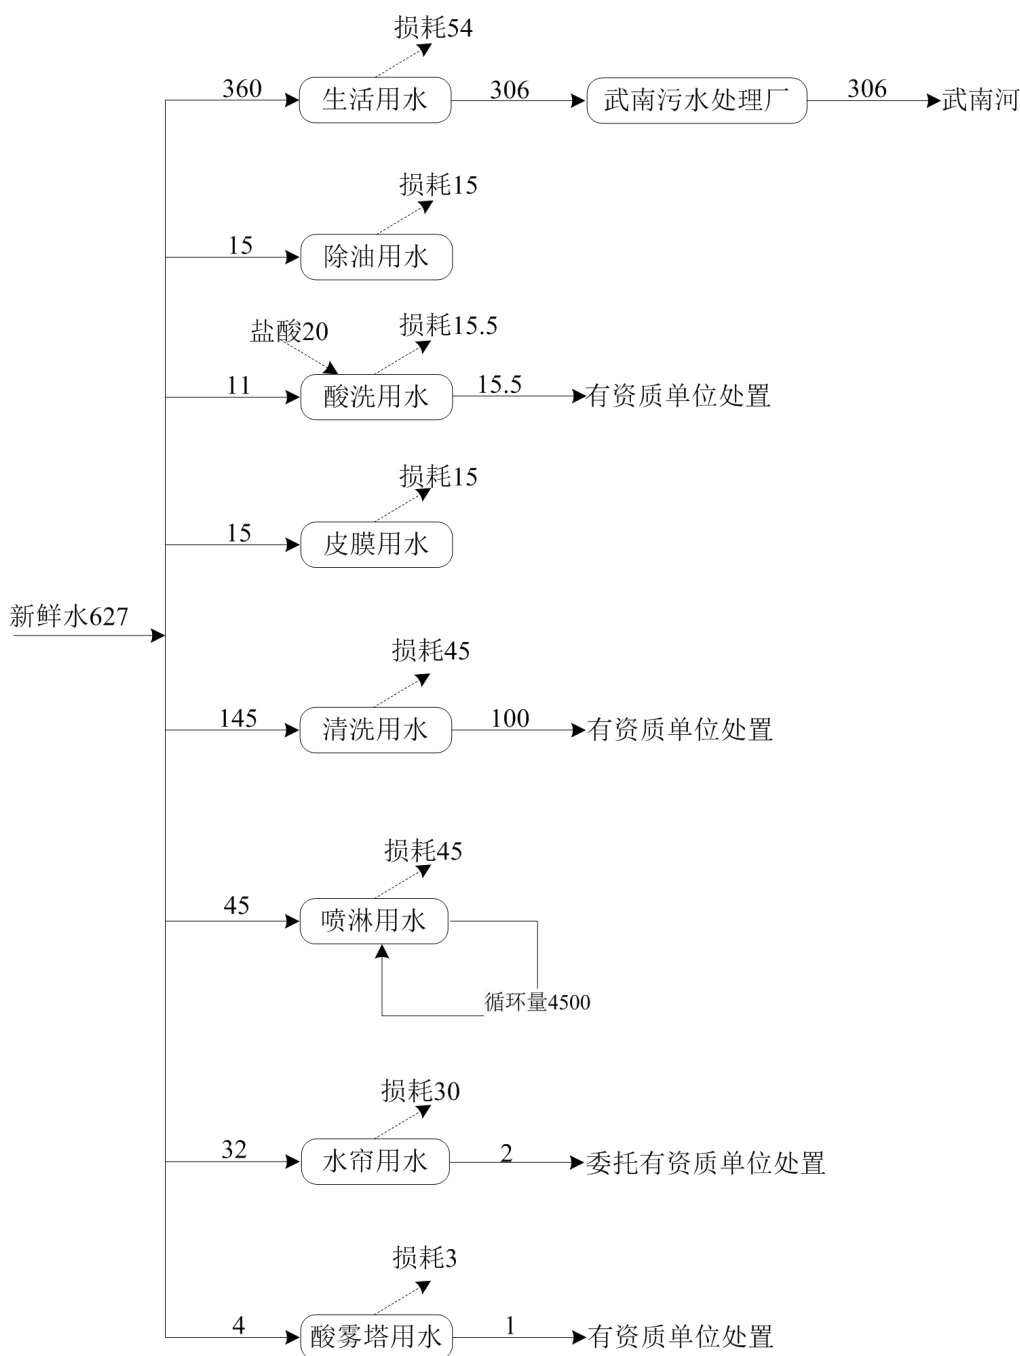 损耗54
360
生活用水
306
武南污水处理厂
306
武南河
损耗15
15
除油用水
盐酸20
损耗15.5
11
酸洗用水
15.5
有资质单位处置
损耗15
15
皮膜用水
新鲜水627
损耗45
145
清洗用水
100
有资质单位处置
损耗45
45
喷淋用水
循环量4500
损耗30
32
水帘用水
2
委托有资质单位处置
损耗3
4
酸雾塔用水
1
有资质单位处置